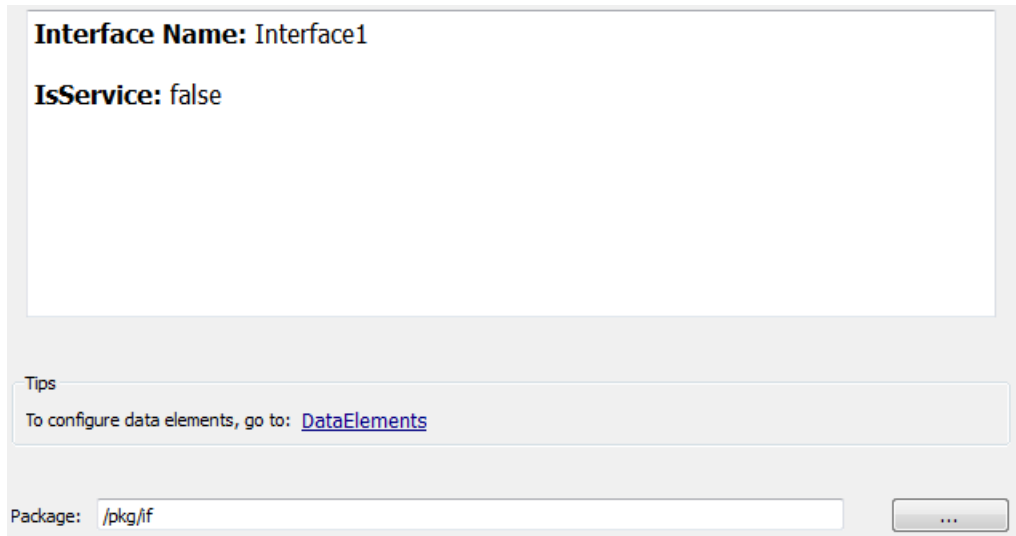 Interface Name: Interface1
IsService: false
Tips
To configure data elements, go to: DataElements
Package: /pkg/if ...